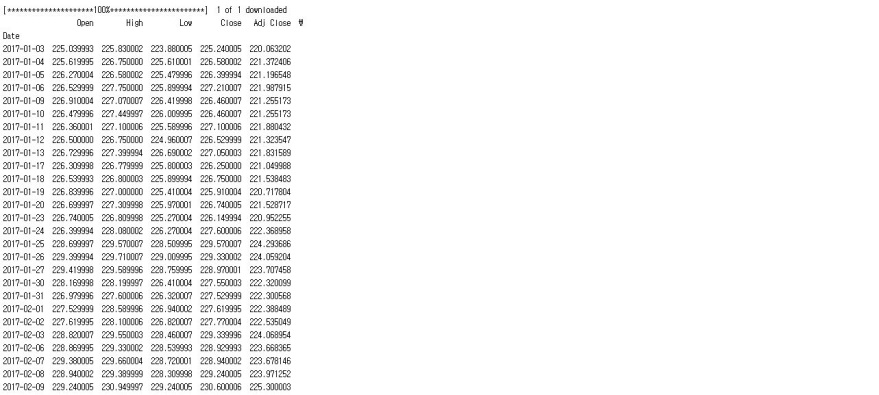 [*********************100%***********************]  1 of 1 downloaded
Open High Low Close Adj Close ₩
Date
2017-01-03 225.039993 225.830002 223.880005 225.240005 220.063202
2017-01-04 225.619995 226.750000 225.610001 226.580002 221.372406
2017-01-05 226.270004 226.580002 225.479996 226.399994 221.196548
2017-01-06 226.529999 227.750000 225.899994 227.210007 221.987915
2017-01-09 226.910004 227.070007 226.419998 226.460007 221.255173
2017-01-10 226.479996 227.449997 226.009995 226.460007 221.255173
2017-01-11 226.360001 227.100006 225.589996 227.100006 221.880432
2017-01-12 226.500000 226.750000 224.960007 226.529999 221.323547
2017-01-13 226.729996 227.399994 226.690002 227.050003 221.831589
2017-01-17 226.309998 226.779999 225.800003 226.250000 221.049988
2017-01-18 226.539993 226.800003 225.899994 226.750000 221.538483
2017-01-19 226.839996 227.000000 225.410004 225.910004 220.717804
2017-01-20 226.699997 227.309998 225.970001 226.740005 221.528717
2017-01-23 226.740005 226.809998 225.270004 226.149994 220.952255
2017-01-24 226.399994 228.080002 226.270004 227.600006 222.368958
2017-01-25 228.699997 229.570007 228.509995 229.570007 224.293686
2017-01-26 229.399994 229.710007 229.009995 229.330002 224.059204
2017-01-27 229.419998 229.589996 228.759995 228.970001 223.707458
2017-01-30 228.169998 228.199997 226.410004 227.550003 222.320099
2017-01-31 226.979996 227.600006 226.320007 227.529999 222.300568
2017-02-01 227.529999 228.589996 226.940002 227.619995 222.388489
2017-02-02 227.619995 228.100006 226.820007 227.770004 222.535049
2017-02-03 228.820007 229.550003 228.460007 229.339996 224.068954
2017-02-06 228.869995 229.330002 228.539993 228.929993 223.668365
2017-02-07 229.380005 229.660004 228.720001 228.940002 223.678146
2017-02-08 228.940002 229.389999 228.309998 229.240005 223.971252
2017-02-09 229.240005 230.949997 229.240005 230.600006 225.300003